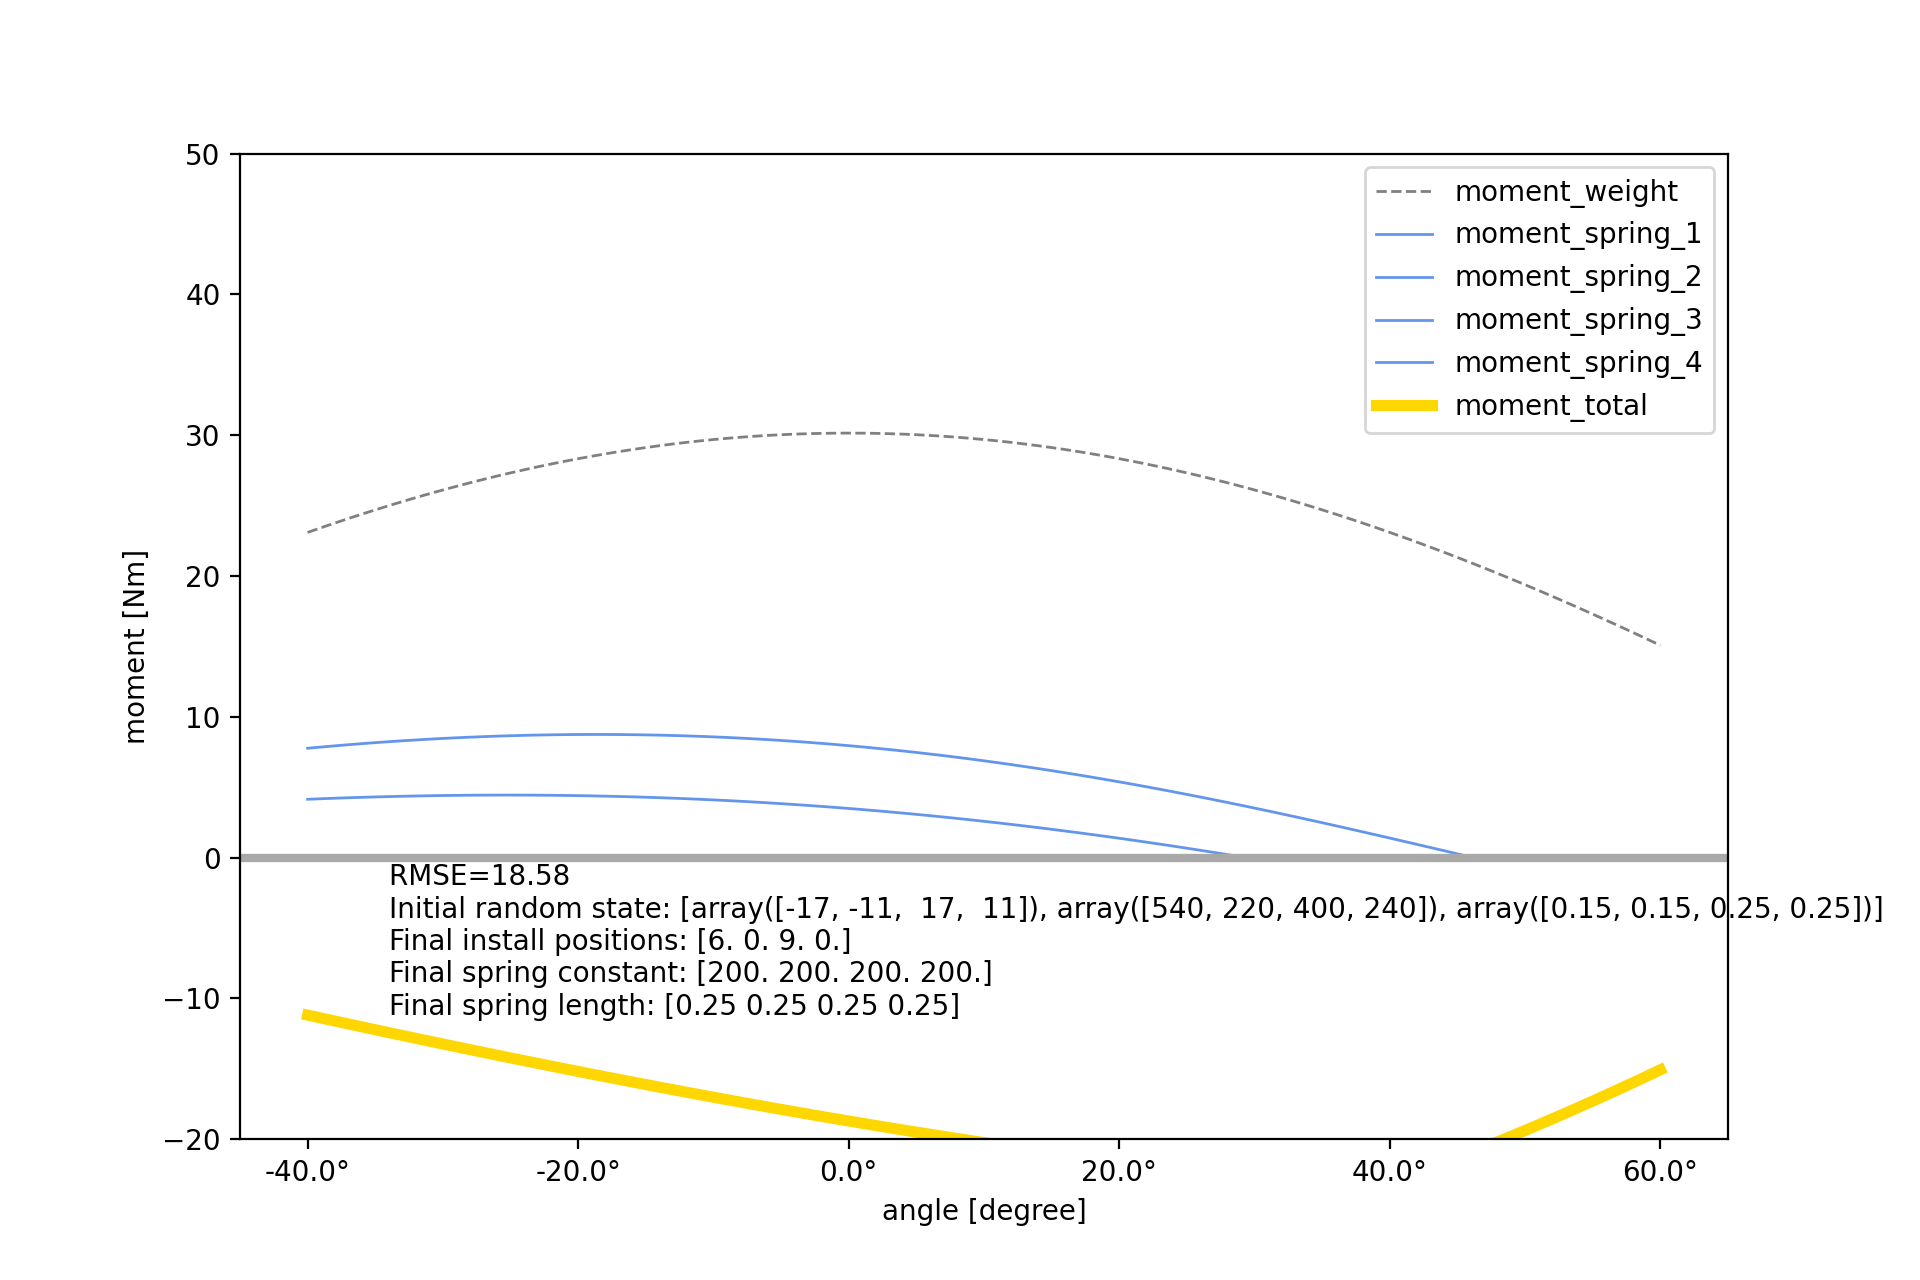 50
40
30
20
10
0
−10
−20
moment [Nm]
moment_weight
moment_spring_1
moment_spring_2
moment_spring_3
moment_spring_4
moment_total
RMSE=18.58
Initial random state: [array([-17, -11,  17,  11]), array([540, 220, 400, 240]), array([0.15, 0.15, 0.25, 0.25])]
Final install positions: [6. 0. 9. 0.]
Final spring constant: [200. 200. 200. 200.]
Final spring length: [0.25 0.25 0.25 0.25]
-40.0° -20.0° 0.0° 20.0° 40.0° 60.0°
angle [degree]